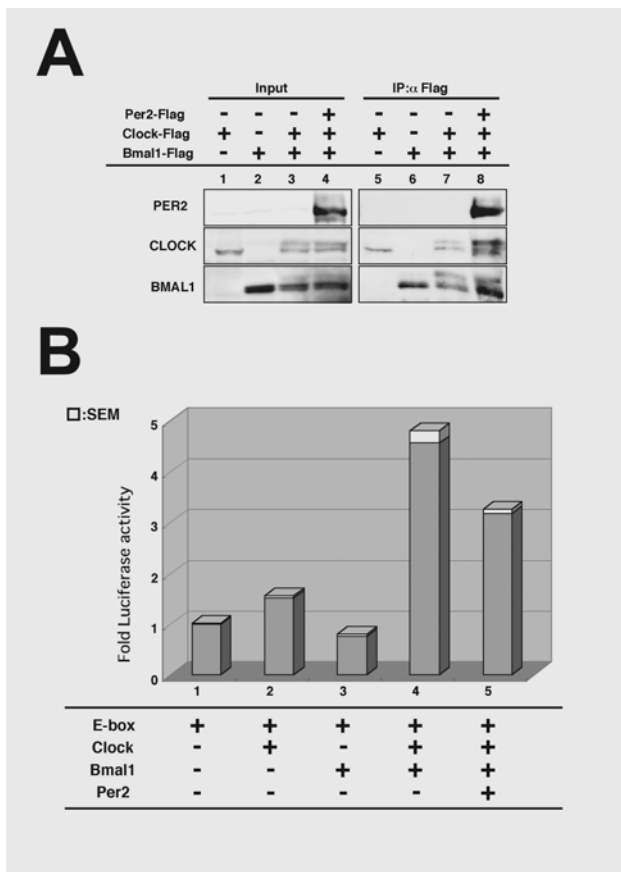 A
Input IP:α Flag
Per2-Flag - - - + - - - +
Clock-Flag + - + + + - + +
Bmal1-Flag - + + + - + + +
1 2 3 4 5 6 7 8
PER2
CLOCK
BMAL1
B
□:SEM
Fold Luciferase activity
5
4
3
2
1
0
1 2 3 4 5
E-box + + + + +
Clock - + - + +
Bmal1 - - + + +
Per2 - - - - +